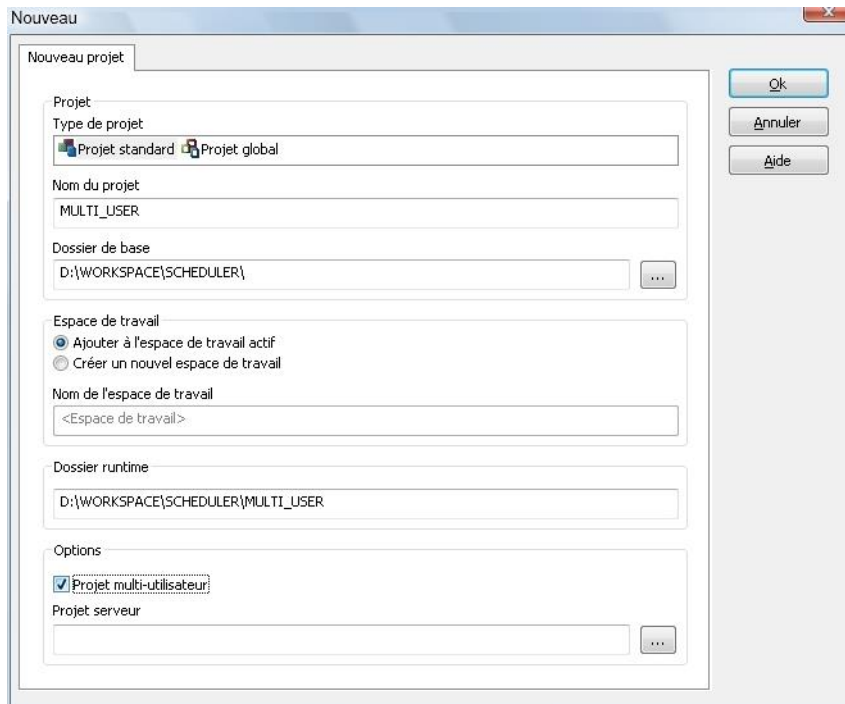 Nouveau
Nouveau projet
Projet
Type de projet
Projet standard Projet global
Nom du projet
MULTI_USER
Dossier de base
D:\WORKSPACE\SCHEDULER\
...
Espace de travail
Ajouter à l'espace de travail actif
Créer un nouvel espace de travail
Nom de l'espace de travail
<Espace de travail>
Dossier runtime
D:\WORKSPACE\SCHEDULER\MULTI_USER
Options
Projet multi-utilisateur
Projet serveur
...
Ok
Annuler
Aide